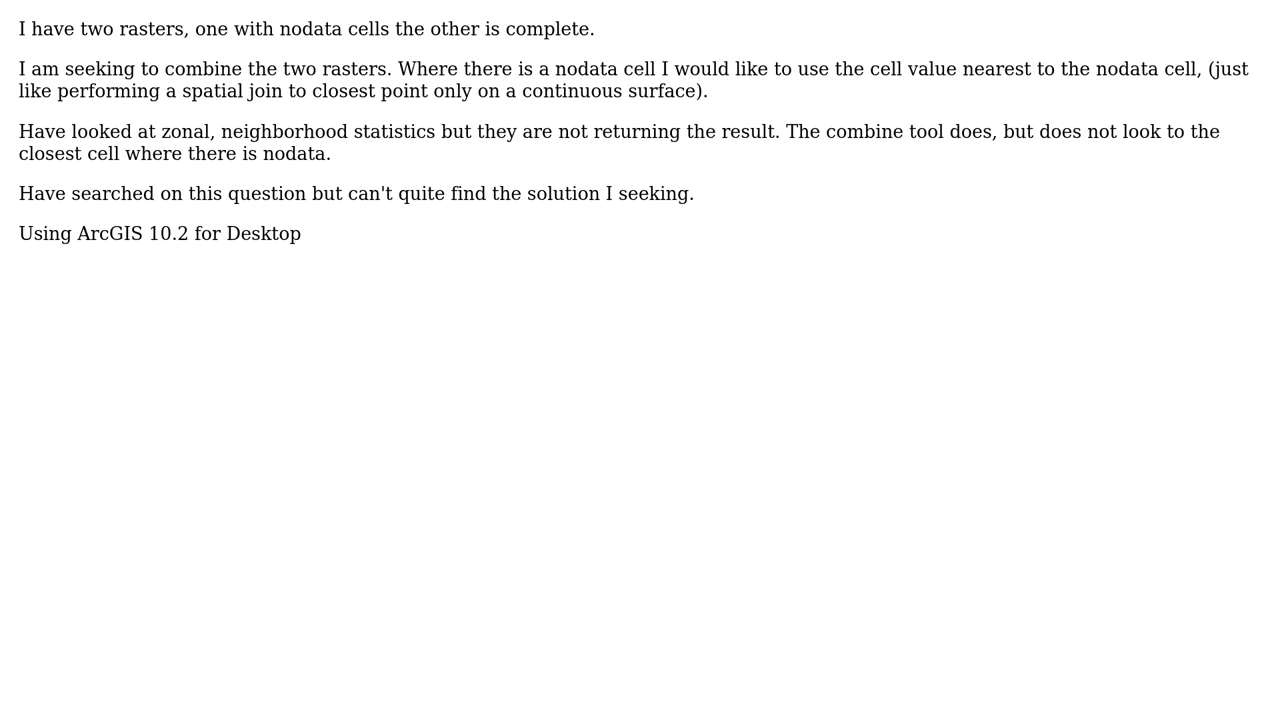 I have two rasters, one with nodata cells the other is complete.
I am seeking to combine the two rasters. Where there is a nodata cell I would like to use the cell value nearest to the nodata cell, (just
like performing a spatial join to closest point only on a continuous surface).
Have looked at zonal, neighborhood statistics but they are not returning the result. The combine tool does, but does not look to the
closest cell where there is nodata.
Have searched on this question but can't quite find the solution I seeking.
Using ArcGIS 10.2 for Desktop